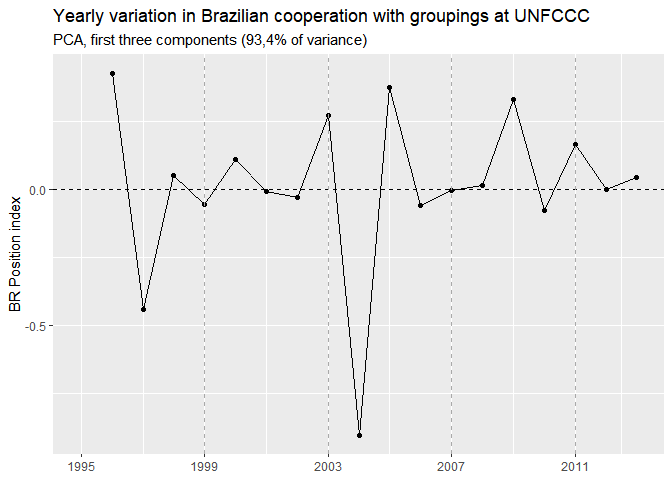 Yearly variation in Brazilian cooperation with groupings at UNFCCC
PCA, first three components (93,4% of variance)
BR Position index
0.0
-0.5
1995 1999 2003 2007 2011